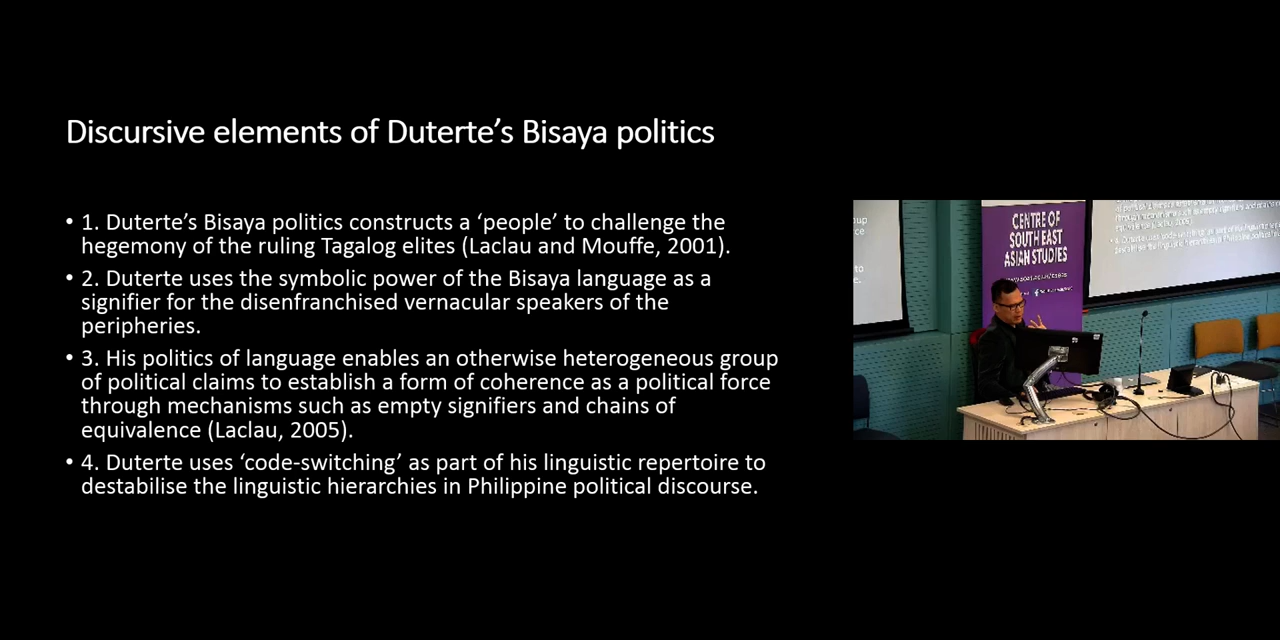 Discursive elements of Duterte's Bisaya politics
• 1. Duterte's Bisaya politics constructs a 'people' to challenge the
hegemony of the ruling Tagalog elites (Laclau and Mouffe, 2001).
• 2. Duterte uses the symbolic power of the Bisaya language as a
signifier for the disenfranchised vernacular speakers of the
peripheries.
• 3. His politics of language enables an otherwise heterogeneous group
of political claims to establish a form of coherence as a political force
through mechanisms such as empty signifiers and chains of
equivalence (Laclau, 2005).
• 4. Duterte uses 'code-switching' as part of his linguistic repertoire to
destabilise the linguistic hierarchies in Philippine political discourse.
CENTRE OF
SOUTH EAST
ASIAN STUDIES